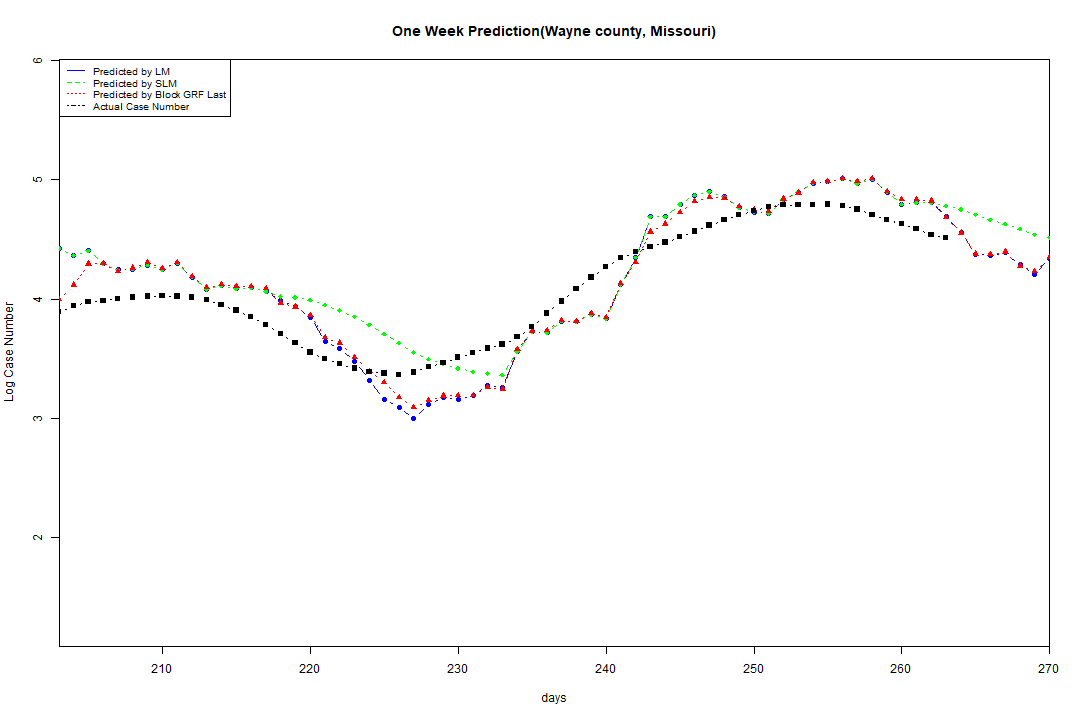 One Week Prediction(Wayne county, Missouri)
6
Predicted by LM
Predicted by SLM
Predicted by Block GRF Last
Actual Case Number
5
4
3
2
Log Case Number
210 220 230 240 250 260 270
days